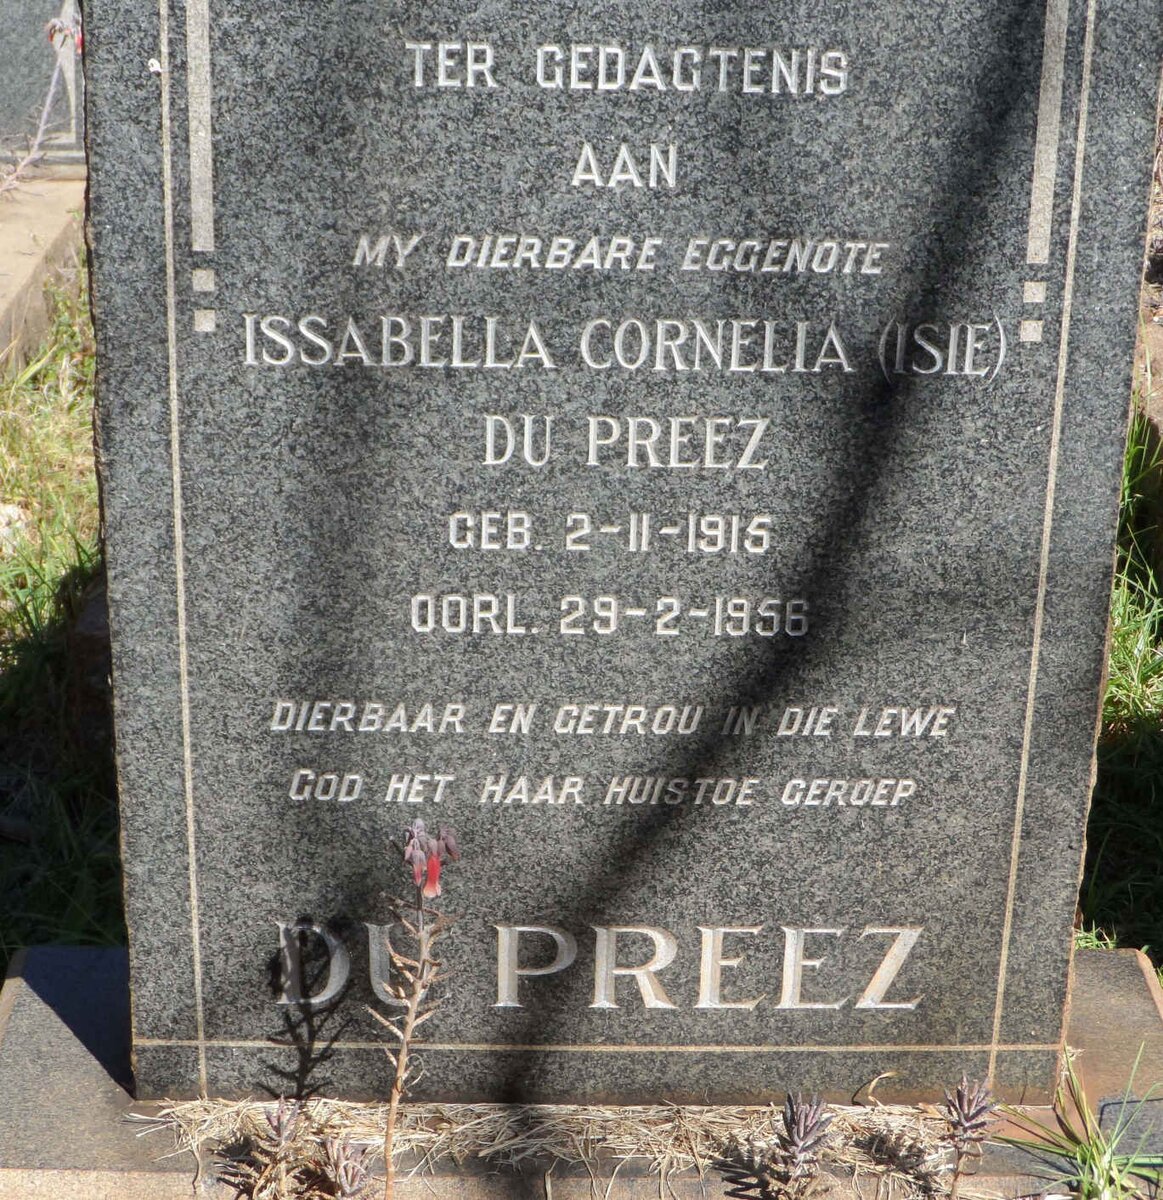 TER GEDAGTENIS
AAN
MY DIERBARE EGGENOTE
ISSABELLA CORNELIA (ISIE)
DU PREEZ
GEB. 2-11-1915
OORL. 29-2-1956
DIERBAAR EN GETROU IN DIE LEWE
GOD HET HAAR HUISTOE GEROEP
DU PREEZ